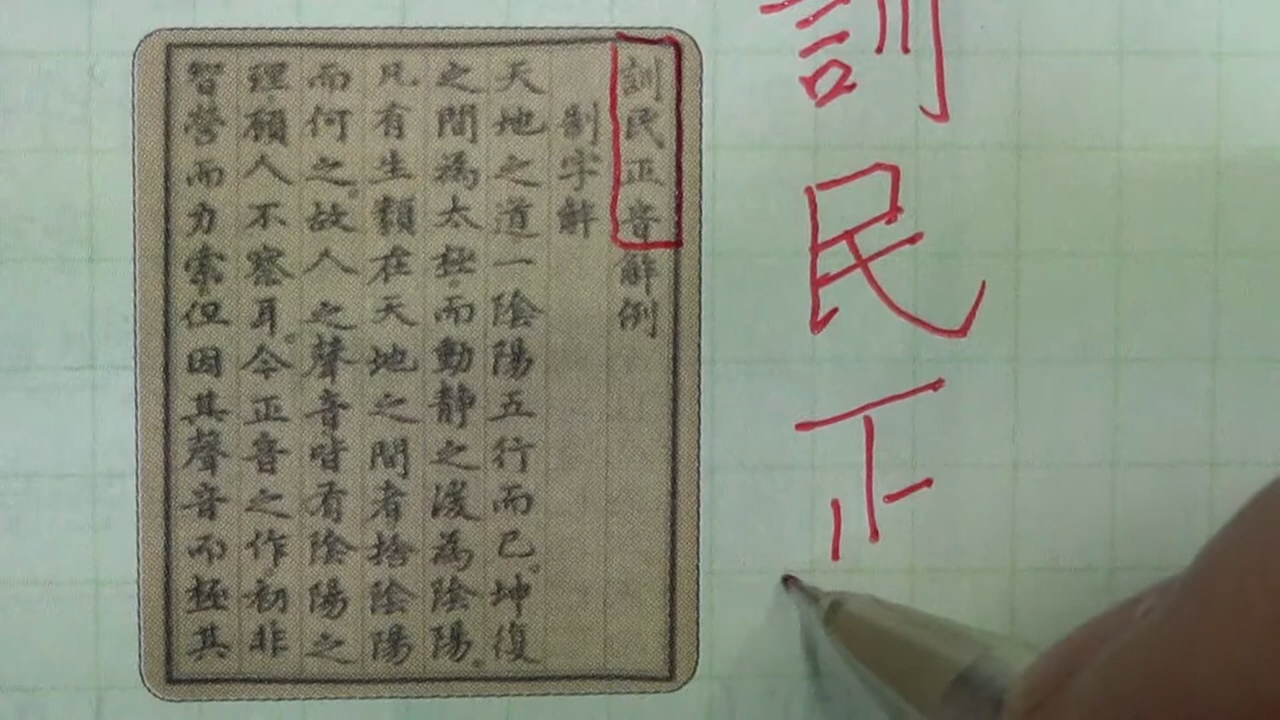 訓民正
訓民正音解例
制字解
天地之道一陰陽五行而已。坤復
之間為太極。而動靜之後為陰陽。
凡有生類在天地之間者捨陰陽
而何之。故人之聲音皆有陰陽之
理。顧人不察耳。今正音之作。初非
智營而力索。但因其聲音而極其